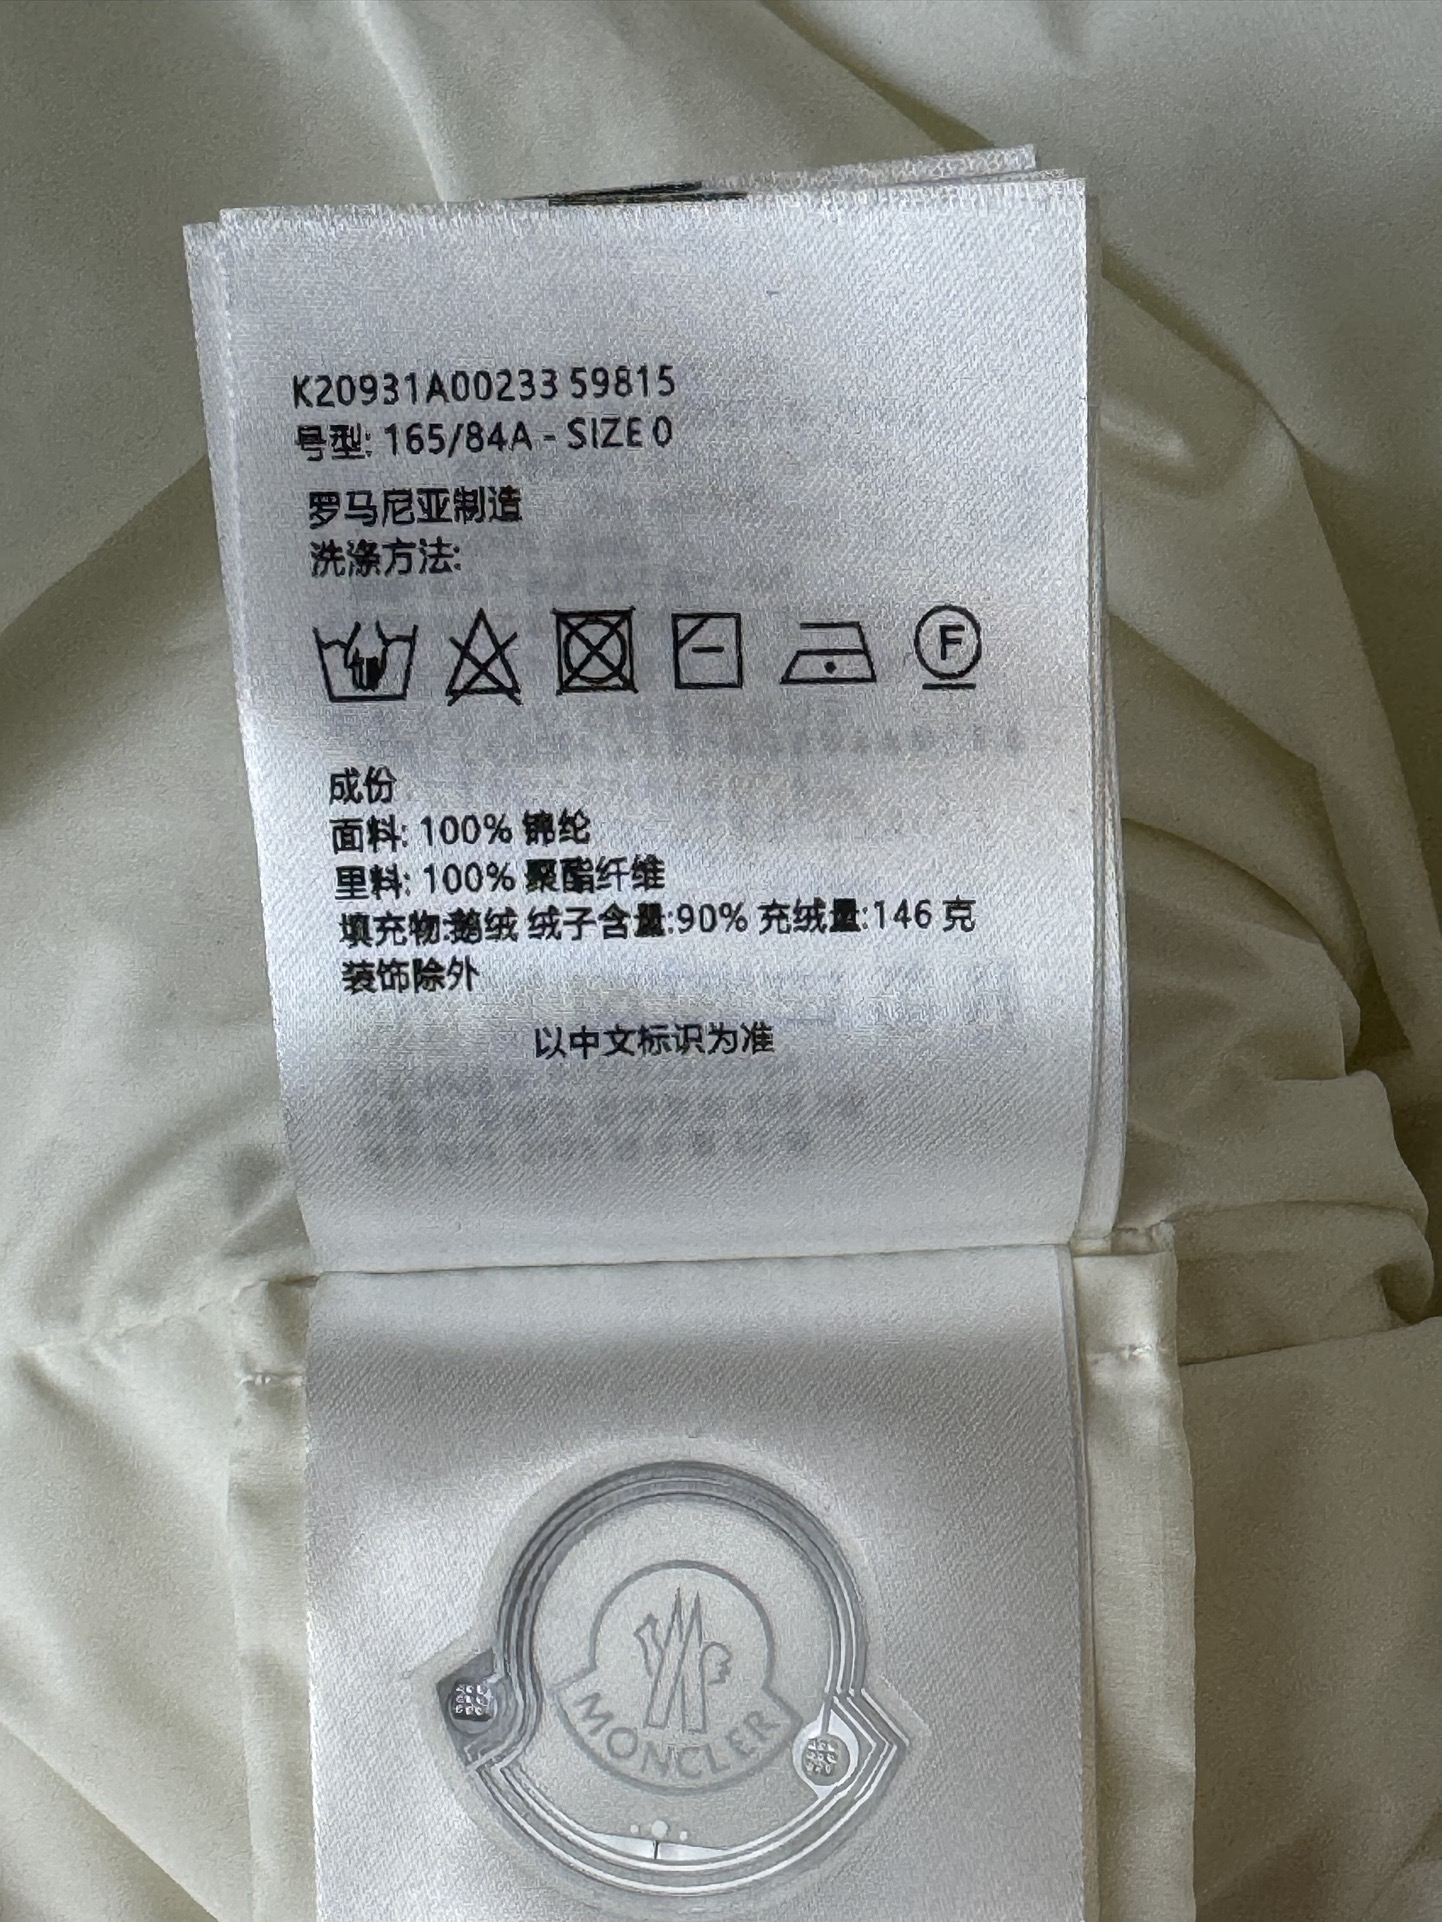 K20931A00233 59815
号型: 165/84A - SIZE 0
罗马尼亚制造
洗涤方法:
F
成份
面料: 100% 锦纶
里料: 100% 聚酯纤维
填充物:鹅绒 绒子含量:90% 充绒量:146 克
装饰除外
以中文标识为准
MONCLER